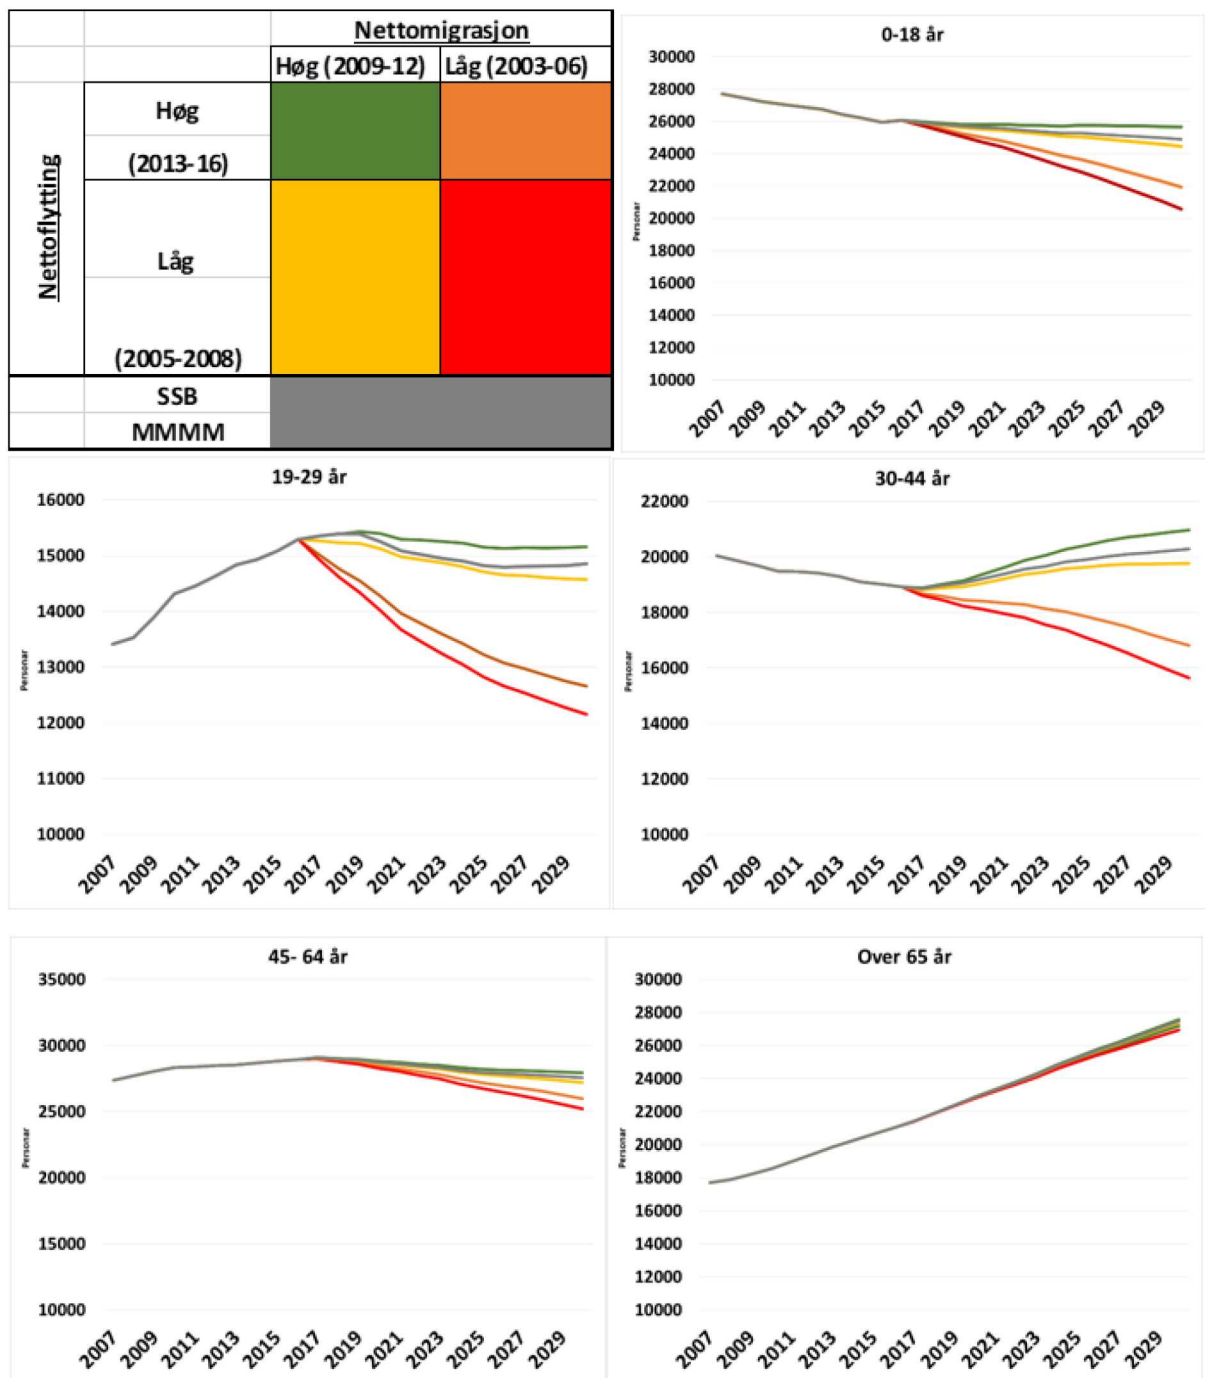 Nettomigrasjon
Høg (2009-12) Låg (2003-06)
Nettoflytting
Høg
(2013-16)
Låg
(2005-2008)
SSB
MMMM
0-18 år
30000
28000
26000
24000
22000
20000
18000
16000
14000
12000
10000
Personar
2007 2009 2011 2013 2015 2017 2019 2021 2023 2025 2027 2029
19-29 år
16000
15000
14000
13000
12000
11000
10000
Personar
2007 2009 2011 2013 2015 2017 2019 2021 2023 2025 2027 2029
30-44 år
22000
20000
18000
16000
14000
12000
10000
Personar
2007 2009 2011 2013 2015 2017 2019 2021 2023 2025 2027 2029
45- 64 år
35000
30000
25000
20000
15000
10000
Personar
2007 2009 2011 2013 2015 2017 2019 2021 2023 2025 2027 2029
Over 65 år
30000
28000
26000
24000
22000
20000
18000
16000
14000
12000
10000
Personar
2007 2009 2011 2013 2015 2017 2019 2021 2023 2025 2027 2029